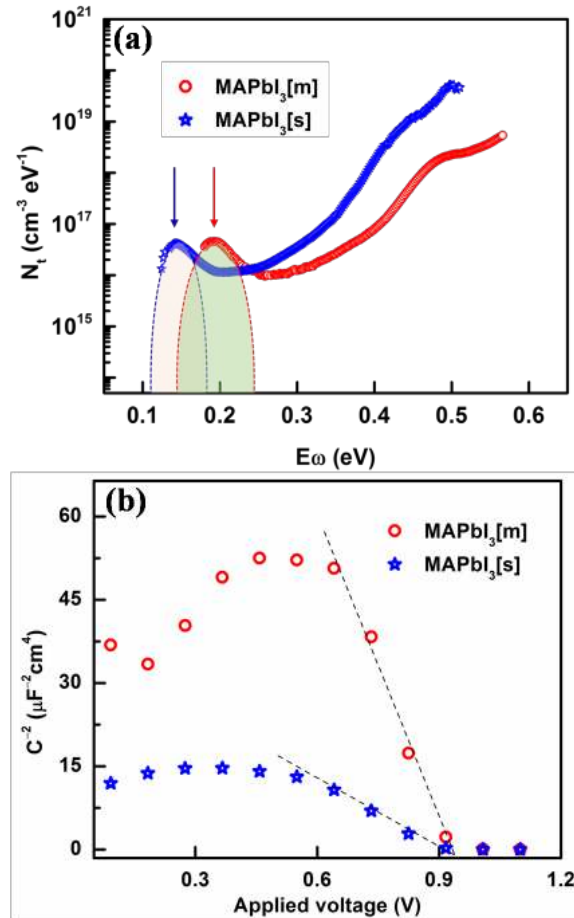 (a)
MAPbI₃[m]
MAPbI₃[s]
10²¹
10¹⁹
10¹⁷
10¹⁵
Nₜ (cm⁻³ eV⁻¹)
0.1 0.2 0.3 0.4 0.5 0.6
Eω (eV)
(b)
MAPbI₃[m]
MAPbI₃[s]
60
45
30
15
0
C⁻² (μF⁻²cm⁴)
0.3 0.6 0.9 1.2
Applied voltage (V)